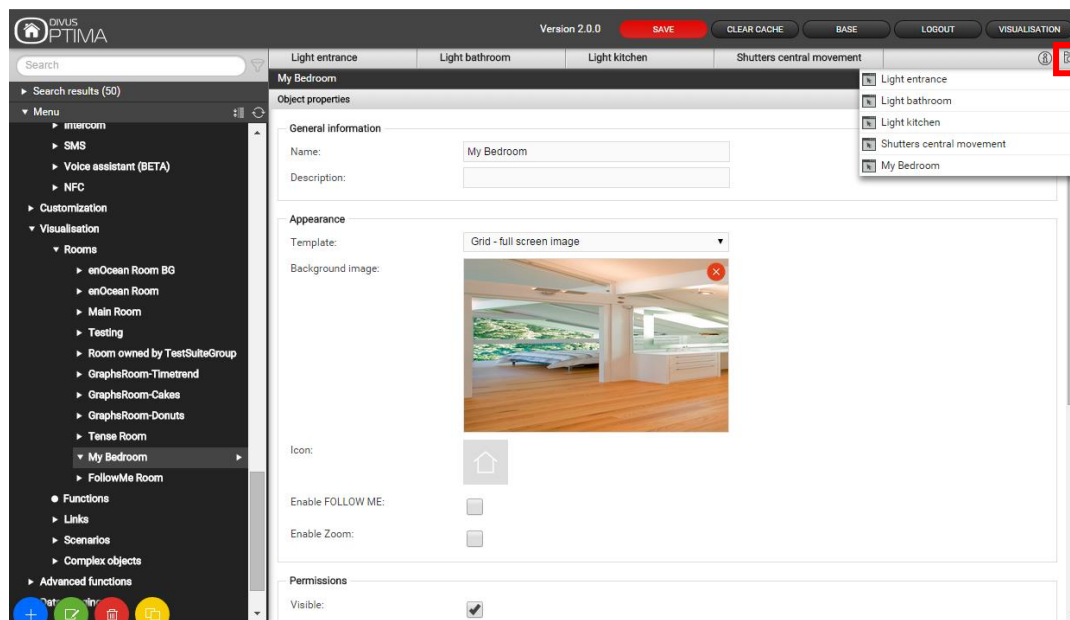 DIVUS
OPTIMA
Version 2.0.0
SAVE
CLEAR CACHE
BASE
LOGOUT
VISUALISATION
Search
Light entrance
Light bathroom
Light kitchen
Shutters central movement
Search results (50)
Menu
Intercom
SMS
Voice assistant (BETA)
NFC
Customization
Visualisation
Rooms
enOcean Room BG
enOcean Room
Main Room
Testing
Room owned by TestSuiteGroup
GraphsRoom-Timetrend
GraphsRoom-Cakes
GraphsRoom-Donuts
Tense Room
My Bedroom
FollowMe Room
Functions
Links
Scenarios
Complex objects
Advanced functions
My Bedroom
Object properties
General information
Name:
My Bedroom
Description:
Appearance
Template:
Grid - full screen image
Background image:
Icon:
Enable FOLLOW ME:
Enable Zoom:
Permissions
Visible:
Light entrance
Light bathroom
Light kitchen
Shutters central movement
My Bedroom